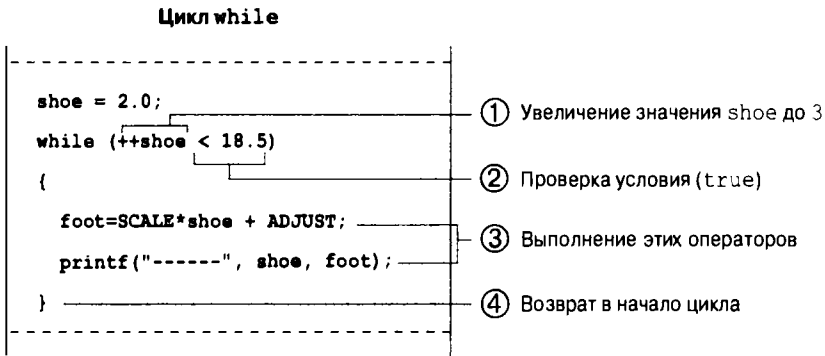 Цикл while
shoe = 2.0;
while (++shoe < 18.5)
{
foot=SCALE*shoe + ADJUST;
printf("------", shoe, foot);
}
① Увеличение значения shoe до 3
② Проверка условия (true)
③ Выполнение этих операторов
④ Возврат в начало цикла